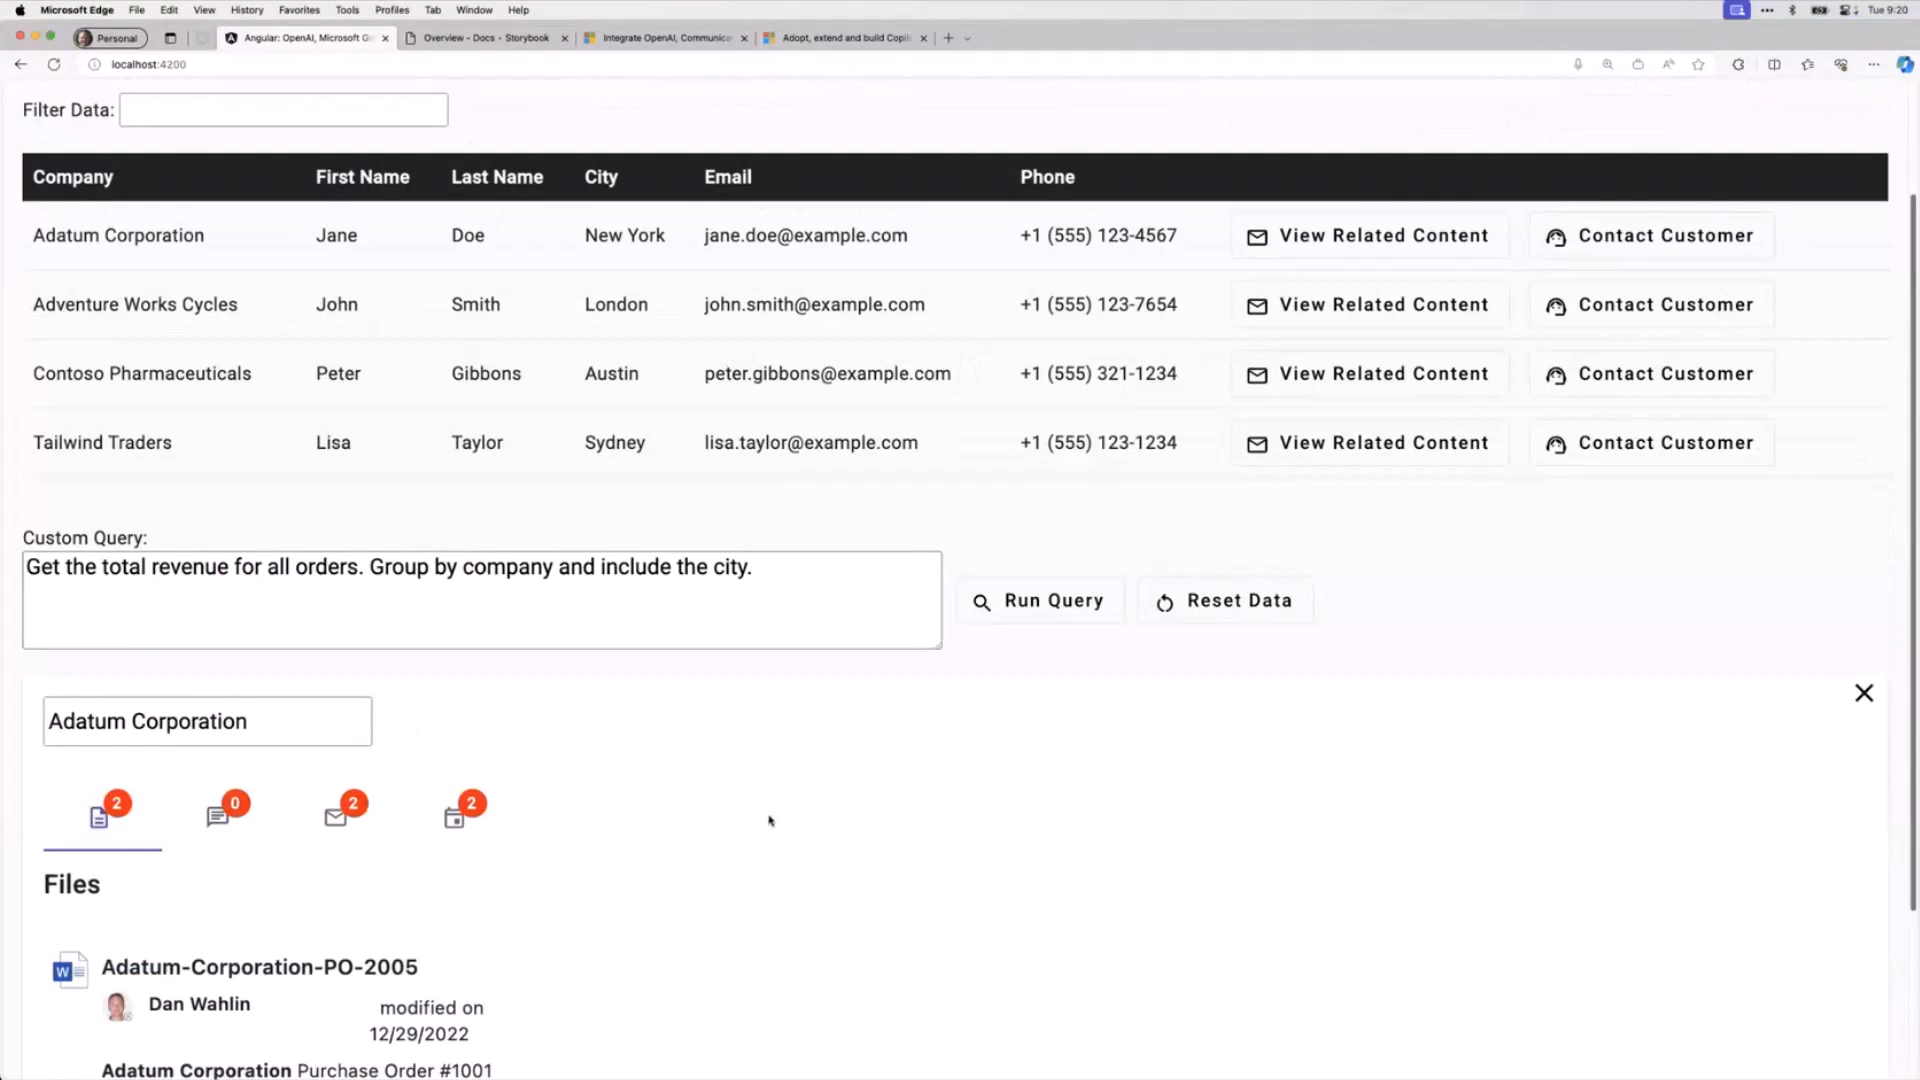 Microsoft Edge File Edit View History Favorites Tools Profiles Tab Window Help Tue 9:20
Personal Angular: OpenAI, Microsoft Gr Overview - Docs · Storybook Integrate OpenAI, Communica Adopt, extend and build Copil
localhost:4200
Filter Data:
Company First Name Last Name City Email Phone
Adatum Corporation Jane Doe New York jane.doe@example.com +1 (555) 123-4567 View Related Content Contact Customer
Adventure Works Cycles John Smith London john.smith@example.com +1 (555) 123-7654 View Related Content Contact Customer
Contoso Pharmaceuticals Peter Gibbons Austin peter.gibbons@example.com +1 (555) 321-1234 View Related Content Contact Customer
Tailwind Traders Lisa Taylor Sydney lisa.taylor@example.com +1 (555) 123-1234 View Related Content Contact Customer
Custom Query:
Get the total revenue for all orders. Group by company and include the city.
Run Query Reset Data
Adatum Corporation
2 0 2 2
Files
W Adatum-Corporation-PO-2005
Dan Wahlin modified on
12/29/2022
Adatum Corporation Purchase Order #1001